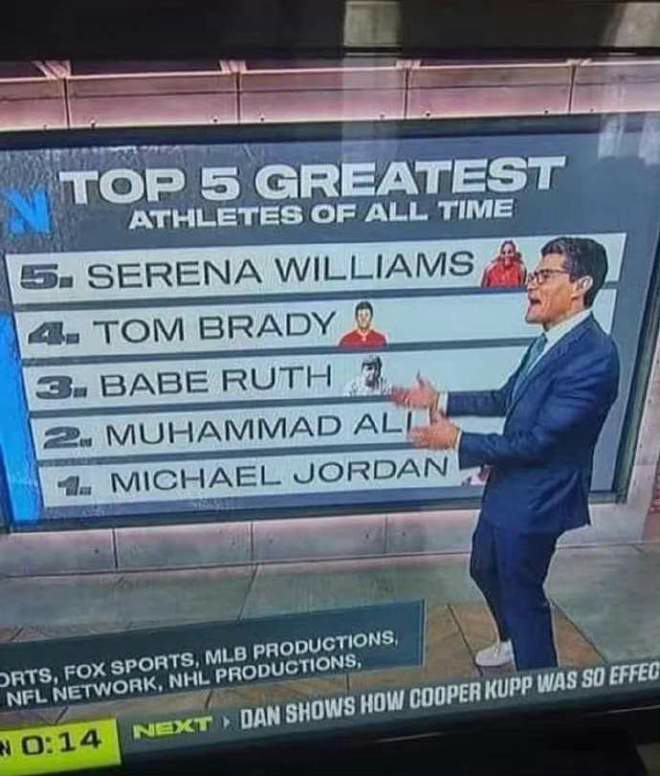 TOP 5 GREATEST
ATHLETES OF ALL TIME
5. SERENA WILLIAMS
4. TOM BRADY
3. BABE RUTH
2. MUHAMMAD ALI
1. MICHAEL JORDAN
ORTS, FOX SPORTS, MLB PRODUCTIONS,
NFL NETWORK, NHL PRODUCTIONS,
N 0:14 NEXT › DAN SHOWS HOW COOPER KUPP WAS SO EFFEC